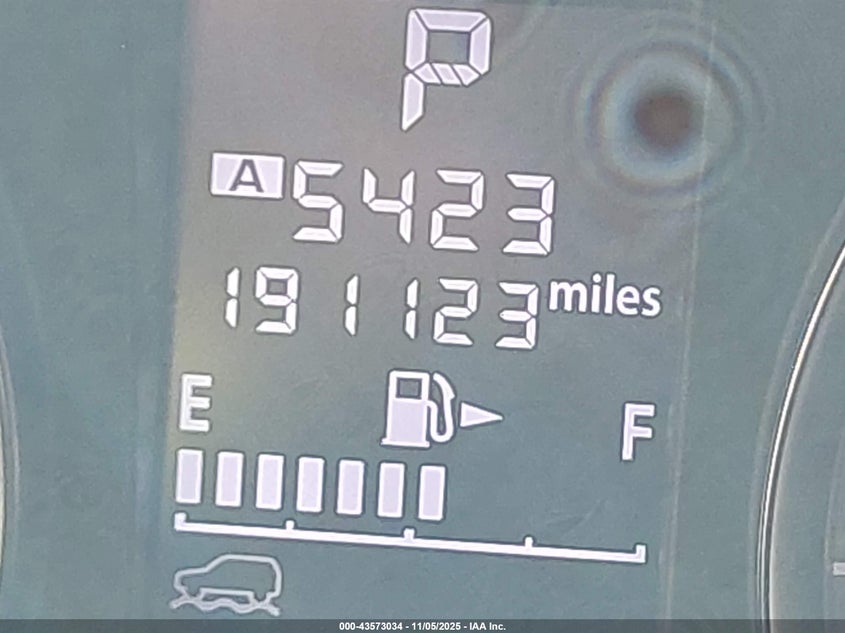 P
A 5423
191123 miles
E F
000-43573034 - 11/05/2025 - IAA Inc.